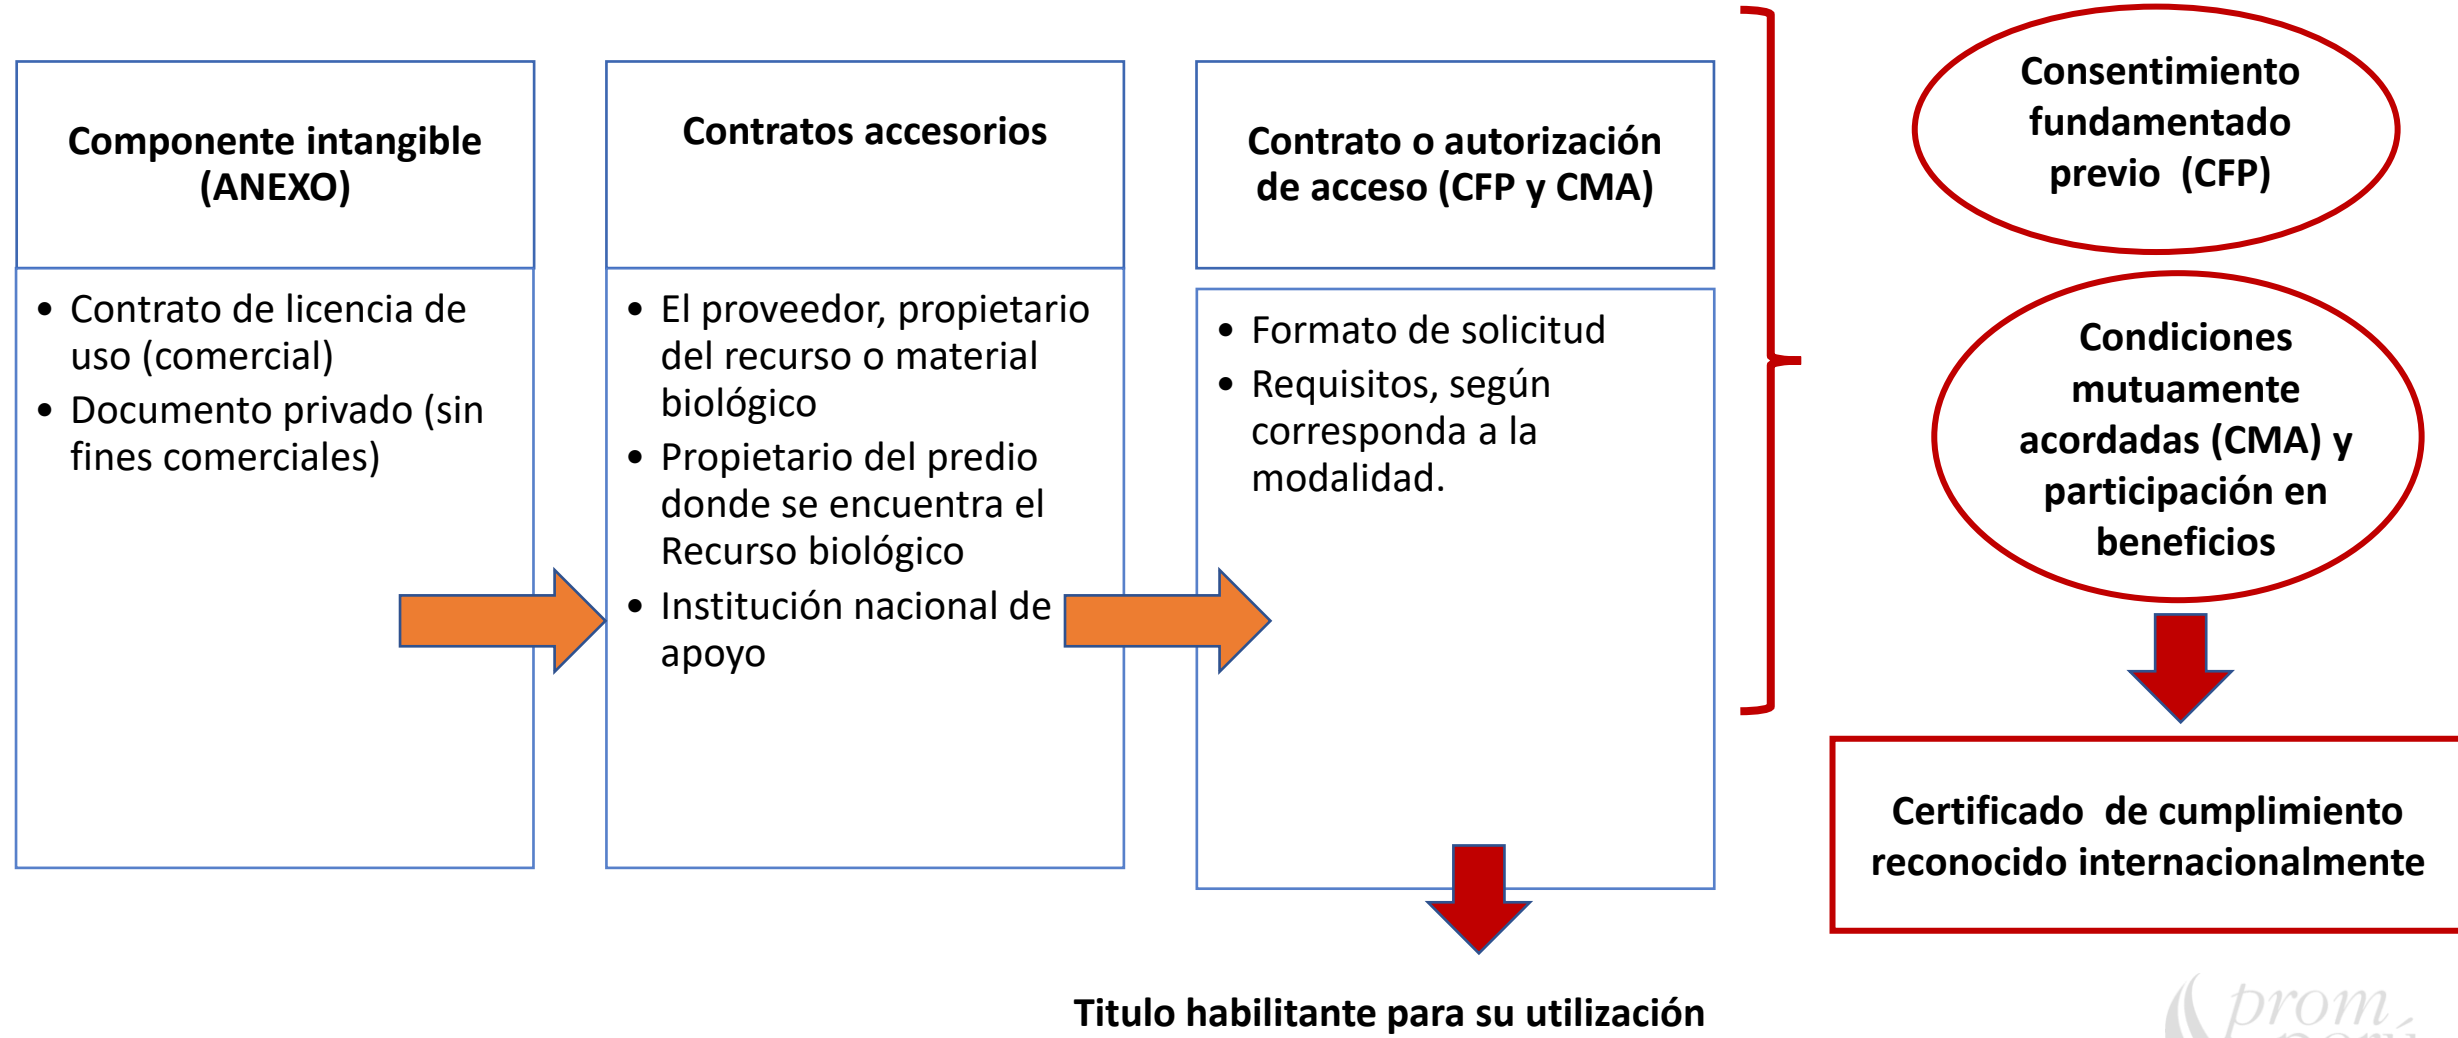 Componente intangible
(ANEXO)
• Contrato de licencia de
uso (comercial)
• Documento privado (sin
fines comerciales)
Contratos accesorios
• El proveedor, propietario
del recurso o material
biológico
• Propietario del predio
donde se encuentra el
Recurso biológico
• Institución nacional de
apoyo
Contrato o autorización
de acceso (CFP y CMA)
• Formato de solicitud
• Requisitos, según
corresponda a la
modalidad.
Titulo habilitante para su utilización
Consentimiento
fundamentado
previo (CFP)
Condiciones
mutuamente
acordadas (CMA) y
participación en
beneficios
Certificado de cumplimiento
reconocido internacionalmente
prom
perú